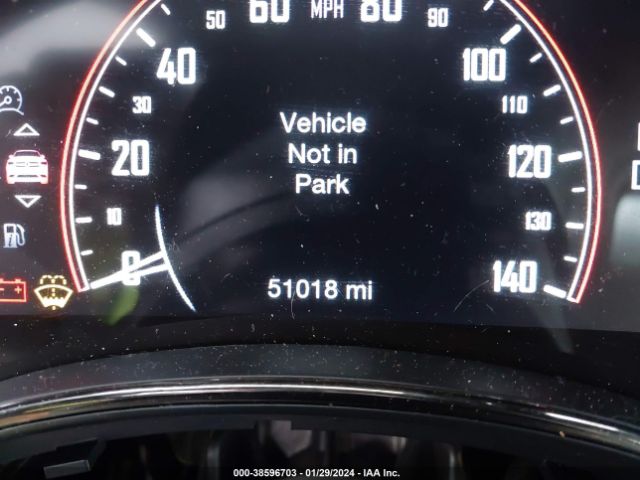 50 60 MPH 80 90
40 100
30 110
Vehicle
Not in
Park
20 120
10 130
0 140
51018 mi
000-38596703 - 01/29/2024 - IAA Inc.